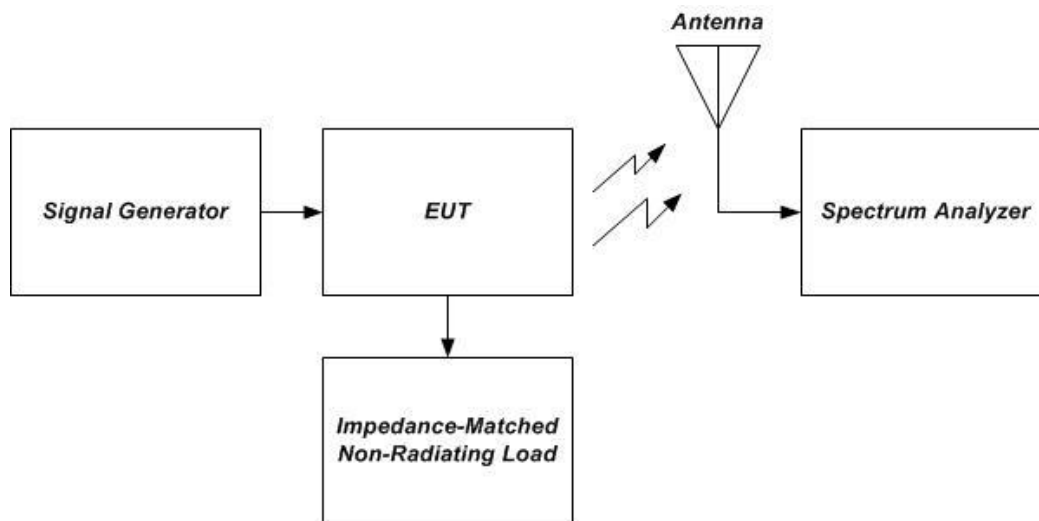 Antenna
Signal Generator
EUT
Spectrum Analyzer
Impedance-Matched
Non-Radiating Load